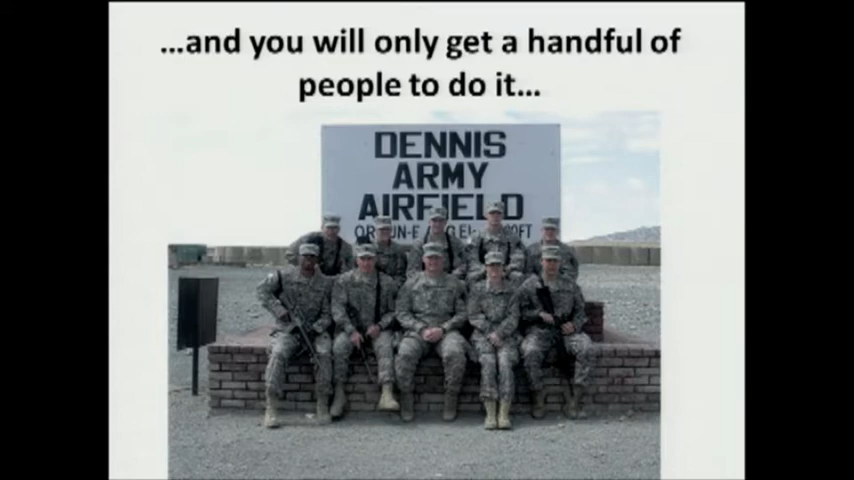 ...and you will only get a handful of
people to do it...
DENNIS
ARMY
AIRFIELD